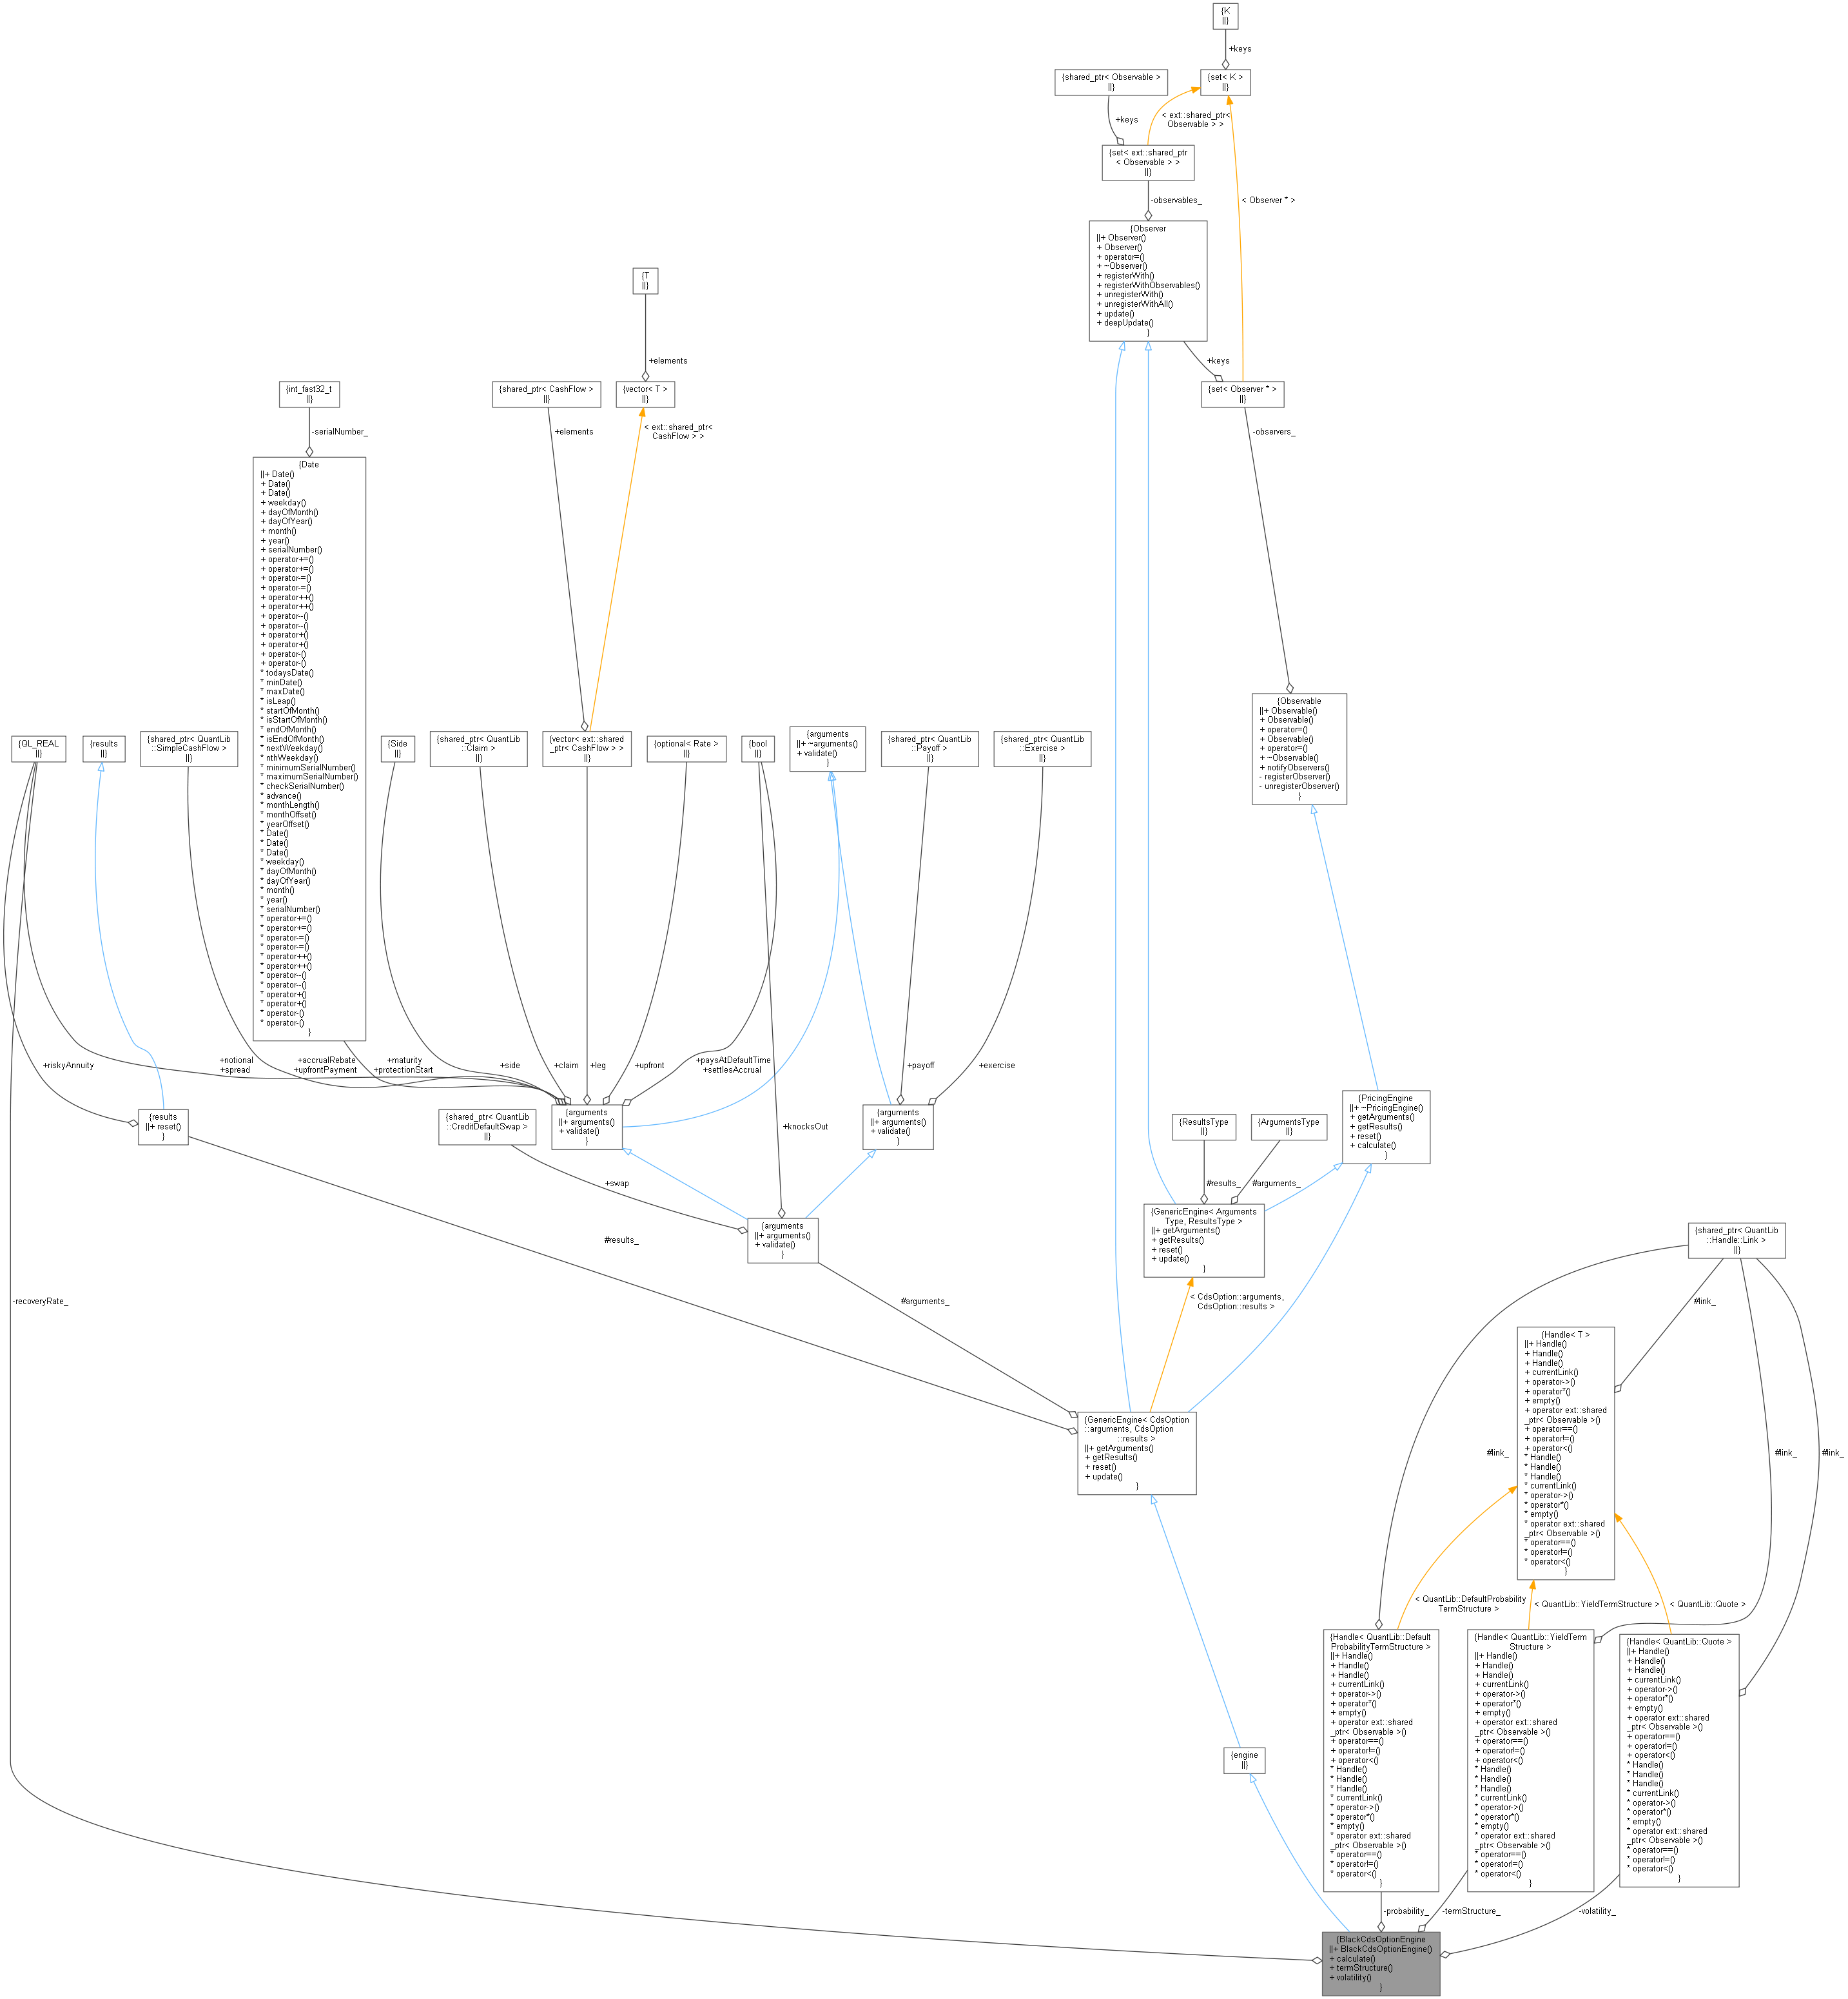 {K
||}
+keys
{shared_ptr< Observable >
||}
{set< K >
||}
+keys
< ext::shared_ptr<
Observable > >
{set< ext::shared_ptr
< Observable > >
||}
-observables_
< Observer * >
{Observer
||+ Observer()
+ Observer()
+ operator=()
+ ~Observer()
+ registerWith()
+ registerWithObservables()
+ unregisterWith()
+ unregisterWithAll()
+ update()
+ deepUpdate()
}
{T
||}
+elements
+keys
{int_fast32_t
||}
{shared_ptr< CashFlow >
||}
{vector< T >
||}
{set< Observer * >
||}
-serialNumber_
+elements
< ext::shared_ptr<
CashFlow > >
-observers_
{Date
||+ Date()
+ Date()
+ Date()
+ weekday()
+ dayOfMonth()
+ dayOfYear()
+ month()
+ year()
+ serialNumber()
+ operator+=()
+ operator+=()
+ operator-=()
+ operator-=()
+ operator++()
+ operator++()
+ operator--()
+ operator--()
+ operator+()
+ operator+()
+ operator-()
+ operator-()
* todaysDate()
* minDate()
* maxDate()
* isLeap()
* startOfMonth()
* isStartOfMonth()
* endOfMonth()
* isEndOfMonth()
* nextWeekday()
* nthWeekday()
* minimumSerialNumber()
* maximumSerialNumber()
* checkSerialNumber()
* advance()
* monthLength()
* monthOffset()
* yearOffset()
* Date()
* Date()
* Date()
* weekday()
* dayOfMonth()
* dayOfYear()
* month()
* year()
* serialNumber()
* operator+=()
* operator+=()
* operator-=()
* operator-=()
* operator++()
* operator++()
* operator--()
* operator--()
* operator+()
* operator+()
* operator-()
* operator-()
}
{Observable
||+ Observable()
+ Observable()
+ operator=()
+ Observable()
+ operator=()
+ ~Observable()
+ notifyObservers()
- registerObserver()
- unregisterObserver()
}
{QL_REAL
||}
{results
||}
{shared_ptr< QuantLib
::SimpleCashFlow >
||}
{Side
||}
{shared_ptr< QuantLib
::Claim >
||}
{vector< ext::shared
_ptr< CashFlow > >
||}
{optional< Rate >
||}
{bool
||}
{arguments
||+ ~arguments()
+ validate()
}
{shared_ptr< QuantLib
::Payoff >
||}
{shared_ptr< QuantLib
::Exercise >
||}
+riskyAnnuity
+notional
+spread
+accrualRebate
+upfrontPayment
+maturity
+protectionStart
+side
+claim
+leg
+upfront
+paysAtDefaultTime
+settlesAccrual
+payoff
+exercise
{results
||+ reset()
}
{shared_ptr< QuantLib
::CreditDefaultSwap >
||}
{arguments
||+ arguments()
+ validate()
}
+knocksOut
{arguments
||+ arguments()
+ validate()
}
{ResultsType
||}
{ArgumentsType
||}
{PricingEngine
||+ ~PricingEngine()
+ getArguments()
+ getResults()
+ reset()
+ calculate()
}
+swap
#results_
#arguments_
{arguments
||+ arguments()
+ validate()
}
{GenericEngine< Arguments
Type, ResultsType >
||+ getArguments()
+ getResults()
+ reset()
+ update()
}
#results_
{shared_ptr< QuantLib
::Handle::Link >
||}
-recoveryRate_
#arguments_
< CdsOption::arguments,
CdsOption::results >
#link_
{Handle< T >
||+ Handle()
+ Handle()
+ Handle()
+ currentLink()
+ operator->()
+ operator*()
+ empty()
+ operator ext::shared
_ptr< Observable >()
+ operator==()
+ operator!=()
+ operator<()
* Handle()
* Handle()
* Handle()
* currentLink()
* operator->()
* operator*()
* empty()
* operator ext::shared
_ptr< Observable >()
* operator==()
* operator!=()
* operator<()
}
{GenericEngine< CdsOption
::arguments, CdsOption
::results >
||+ getArguments()
+ getResults()
+ reset()
+ update()
}
#link_
#link_
#link_
< QuantLib::DefaultProbability
TermStructure >
< QuantLib::YieldTermStructure >
< QuantLib::Quote >
{Handle< QuantLib::Default
ProbabilityTermStructure >
||+ Handle()
+ Handle()
+ Handle()
+ currentLink()
+ operator->()
+ operator*()
+ empty()
+ operator ext::shared
_ptr< Observable >()
+ operator==()
+ operator!=()
+ operator<()
* Handle()
* Handle()
* Handle()
* currentLink()
* operator->()
* operator*()
* empty()
* operator ext::shared
_ptr< Observable >()
* operator==()
* operator!=()
* operator<()
}
{Handle< QuantLib::YieldTerm
Structure >
||+ Handle()
+ Handle()
+ Handle()
+ currentLink()
+ operator->()
+ operator*()
+ empty()
+ operator ext::shared
_ptr< Observable >()
+ operator==()
+ operator!=()
+ operator<()
* Handle()
* Handle()
* Handle()
* currentLink()
* operator->()
* operator*()
* empty()
* operator ext::shared
_ptr< Observable >()
* operator==()
* operator!=()
* operator<()
}
{Handle< QuantLib::Quote >
||+ Handle()
+ Handle()
+ Handle()
+ currentLink()
+ operator->()
+ operator*()
+ empty()
+ operator ext::shared
_ptr< Observable >()
+ operator==()
+ operator!=()
+ operator<()
* Handle()
* Handle()
* Handle()
* currentLink()
* operator->()
* operator*()
* empty()
* operator ext::shared
_ptr< Observable >()
* operator==()
* operator!=()
* operator<()
}
{engine
||}
-probability_
-termStructure_
-volatility_
{BlackCdsOptionEngine
||+ BlackCdsOptionEngine()
+ calculate()
+ termStructure()
+ volatility()
}